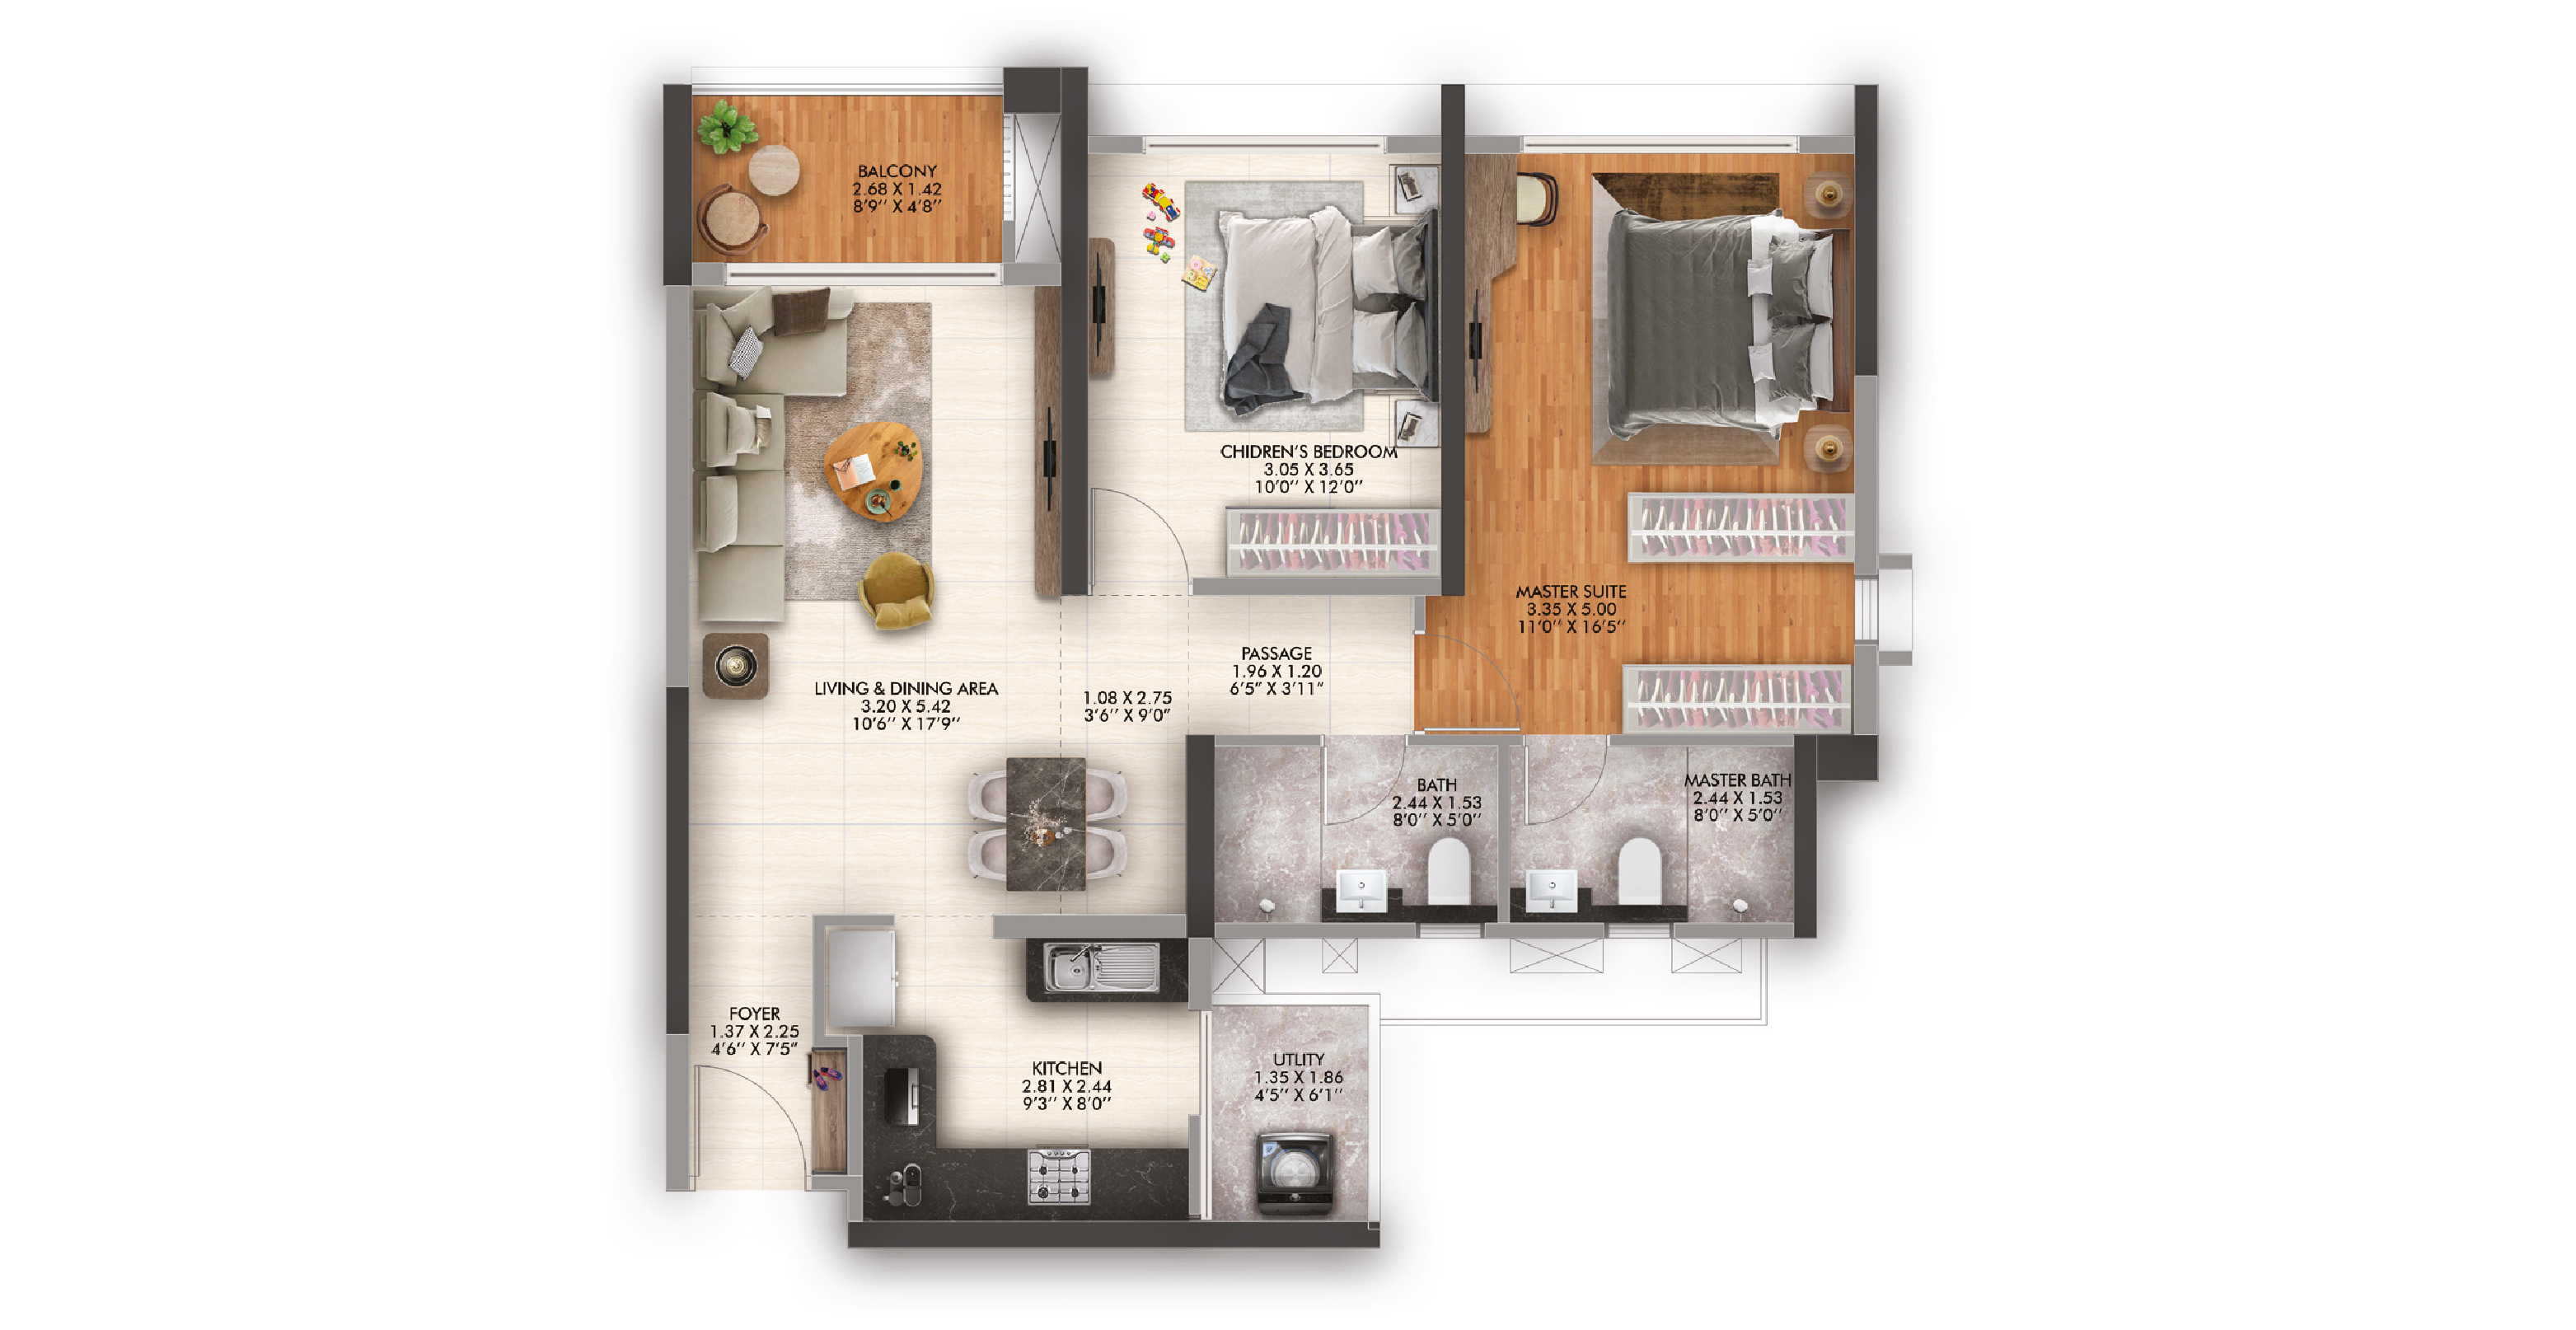 BALCONY
2.68 X 1.42
8'9'' X 4'8''
CHIDREN'S BEDROOM
3.05 X 3.65
10'0'' X 12'0''
MASTER SUITE
3.35 X 5.00
11'0'' X 16'5''
PASSAGE
1.96 X 1.20
6'5" X 3'11"
LIVING & DINING AREA
3.20 X 5.42
10'6'' X 17'9''
1.08 X 2.75
3'6'' X 9'0"
BATH
2.44 X 1.53
8'0'' X 5'0''
MASTER BATH
2.44 X 1.53
8'0'' X 5'0''
FOYER
1.37 X 2.25
4'6'' X 7'5"
KITCHEN
2.81 X 2.44
9'3'' X 8'0''
UTLITY
1.35 X 1.86
4'5'' X 6'1''